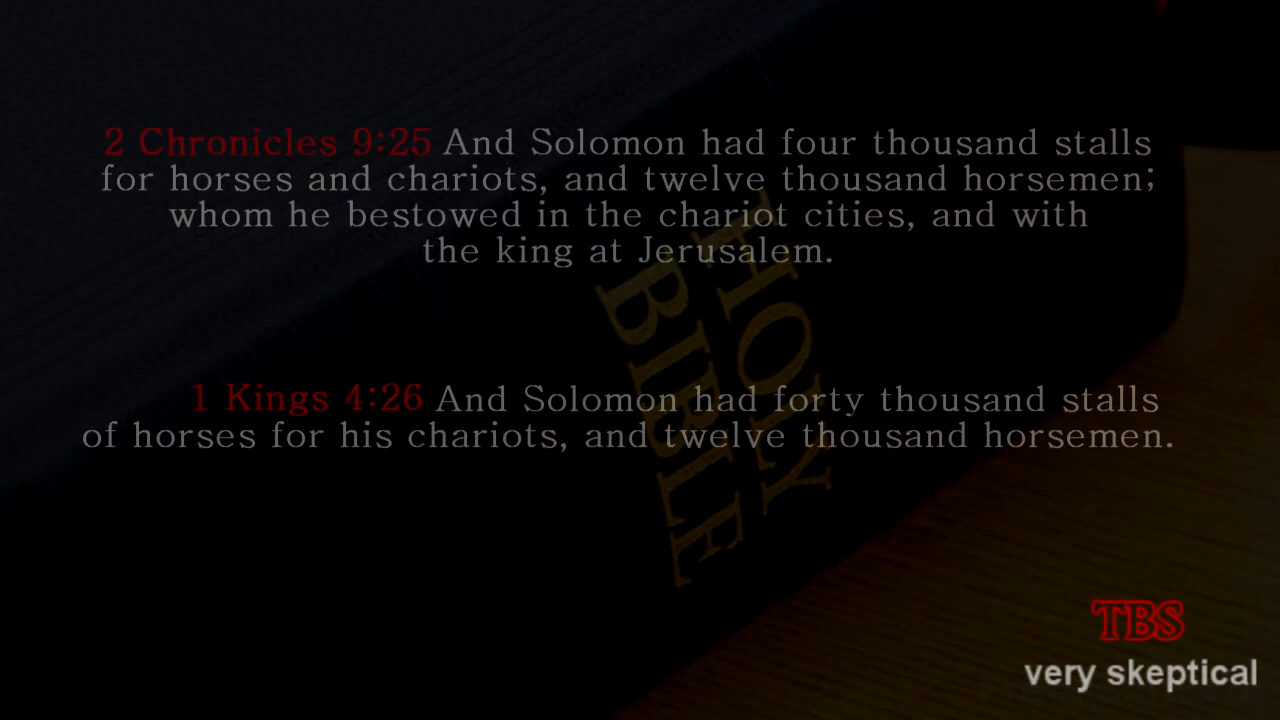 2 Chronicles 9:25 And Solomon had four thousand stalls
for horses and chariots, and twelve thousand horsemen;
whom he bestowed in the chariot cities, and with
the king at Jerusalem.
HOLY
BIBLE
1 Kings 4:26 And Solomon had forty thousand stalls
of horses for his chariots, and twelve thousand horsemen.
TBS
very skeptical